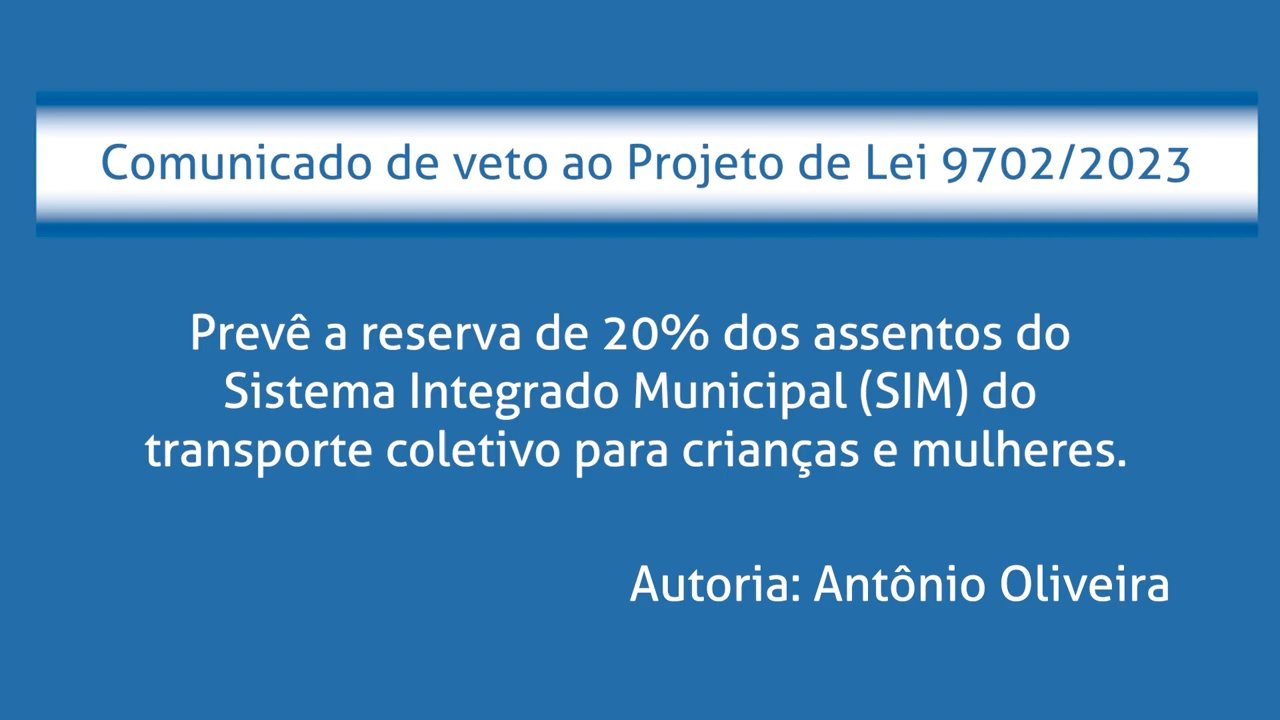 Comunicado de veto ao Projeto de Lei 9702/2023
Prevê a reserva de 20% dos assentos do
Sistema Integrado Municipal (SIM) do
transporte coletivo para crianças e mulheres.
Autoria: Antônio Oliveira